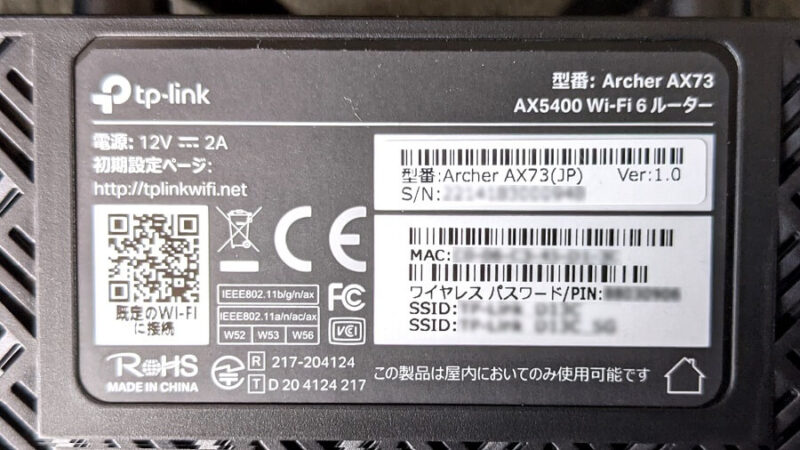 tp-link
型番: Archer AX73
AX5400 Wi-Fi 6 ルーター
電源: 12V ⎓ 2A
初期設定ページ:
http://tplinkwifi.net
型番:Archer AX73(JP) Ver:1.0
S/N:
MAC:
ワイヤレス パスワード/PIN:
SSID:
SSID:
既定のWI-FI
に接続
CE
IEEE802.11b/g/n/ax
IEEE802.11a/n/ac/ax
W52 W53 W56
FC
VCI
RoHS
MADE IN CHINA
R 217-204124
T D 20 4124 217
この製品は屋内においてのみ使用可能です